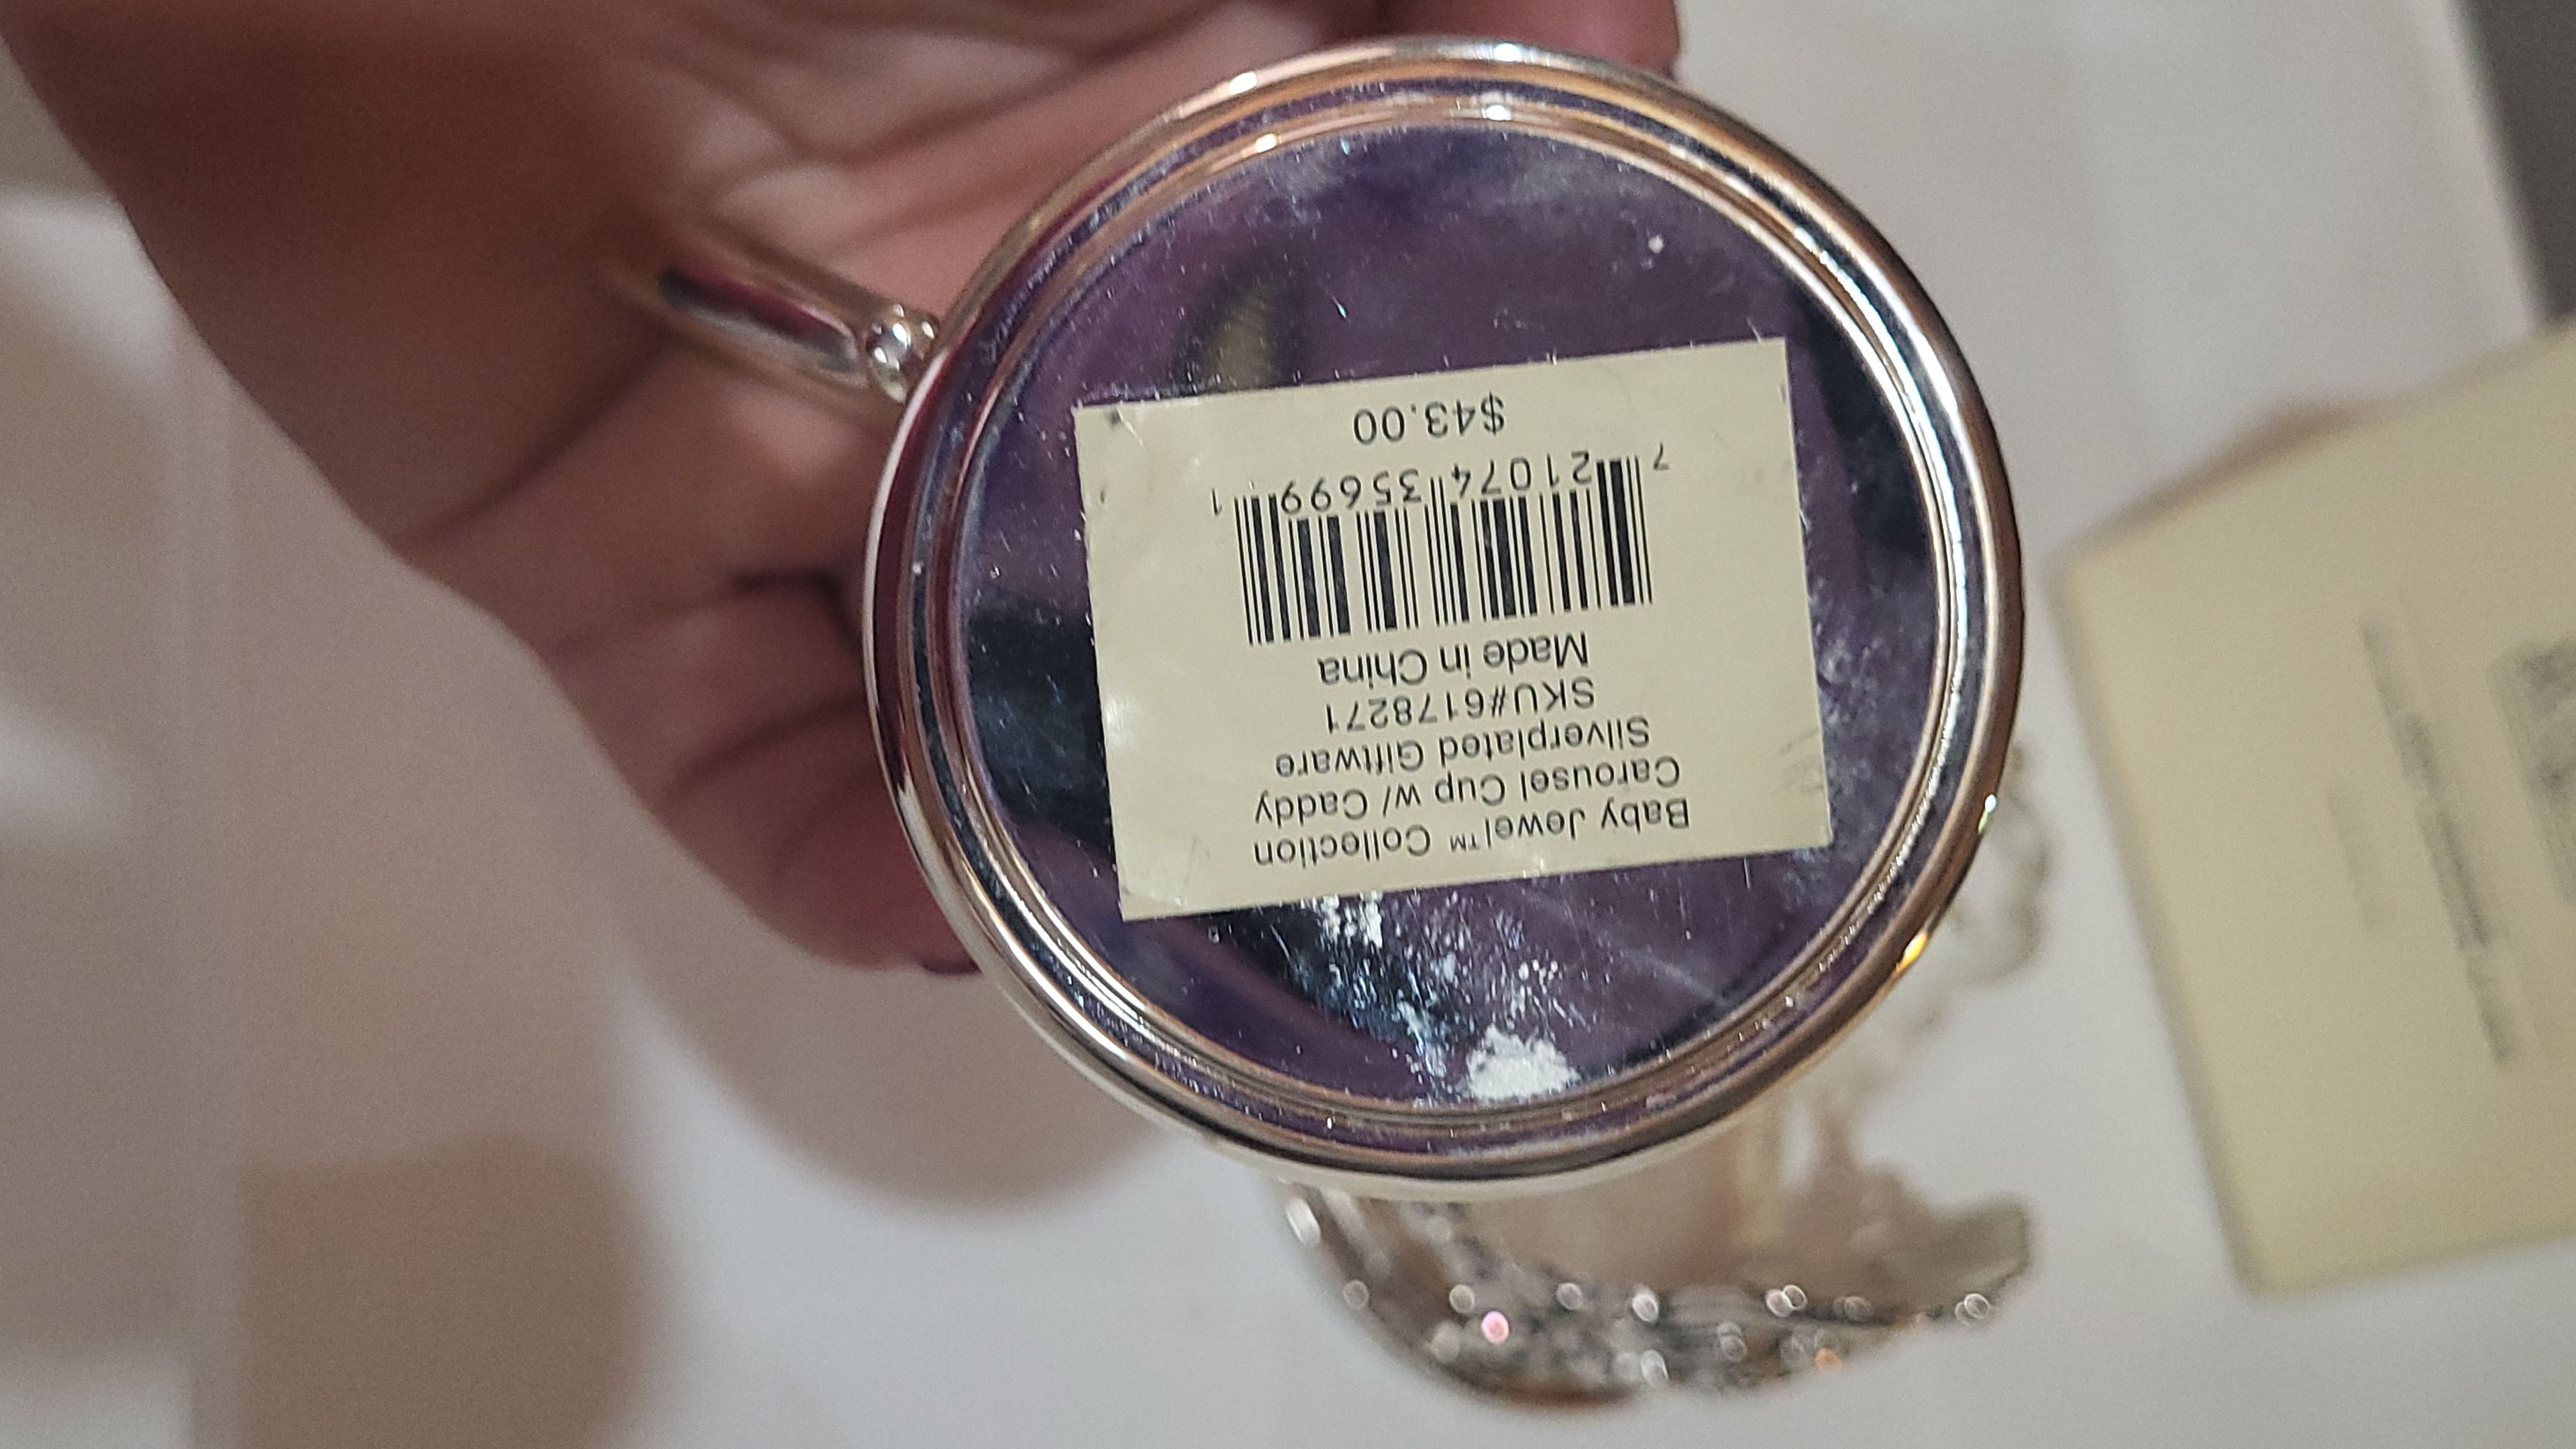 Baby Jewel™ Collection
Carousel Cup w/ Caddy
Silverplated Giftware
SKU#6178271
Made in China
7 21074 35699 1
$43.00